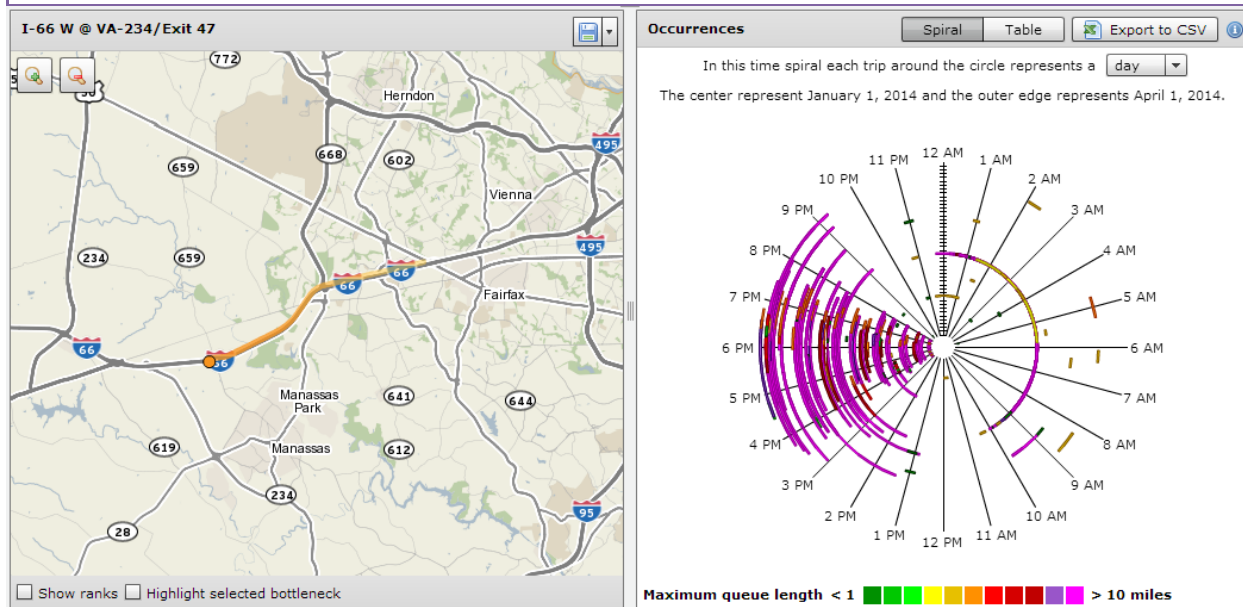 I-66 W @ VA-234/Exit 47
772
50
Herndon
668
602
495
659
Vienna
234
659
495
66
66
Fairfax
66
66
Manassas
Park
641
644
619
Manassas
612
234
95
28
Show ranks
Highlight selected bottleneck
Occurrences
Spiral
Table
Export to CSV
In this time spiral each trip around the circle represents a day
The center represent January 1, 2014 and the outer edge represents April 1, 2014.
12 AM
1 AM
2 AM
3 AM
4 AM
5 AM
6 AM
7 AM
8 AM
9 AM
10 AM
11 AM
12 PM
1 PM
2 PM
3 PM
4 PM
5 PM
6 PM
7 PM
8 PM
9 PM
10 PM
11 PM
Maximum queue length < 1 > 10 miles